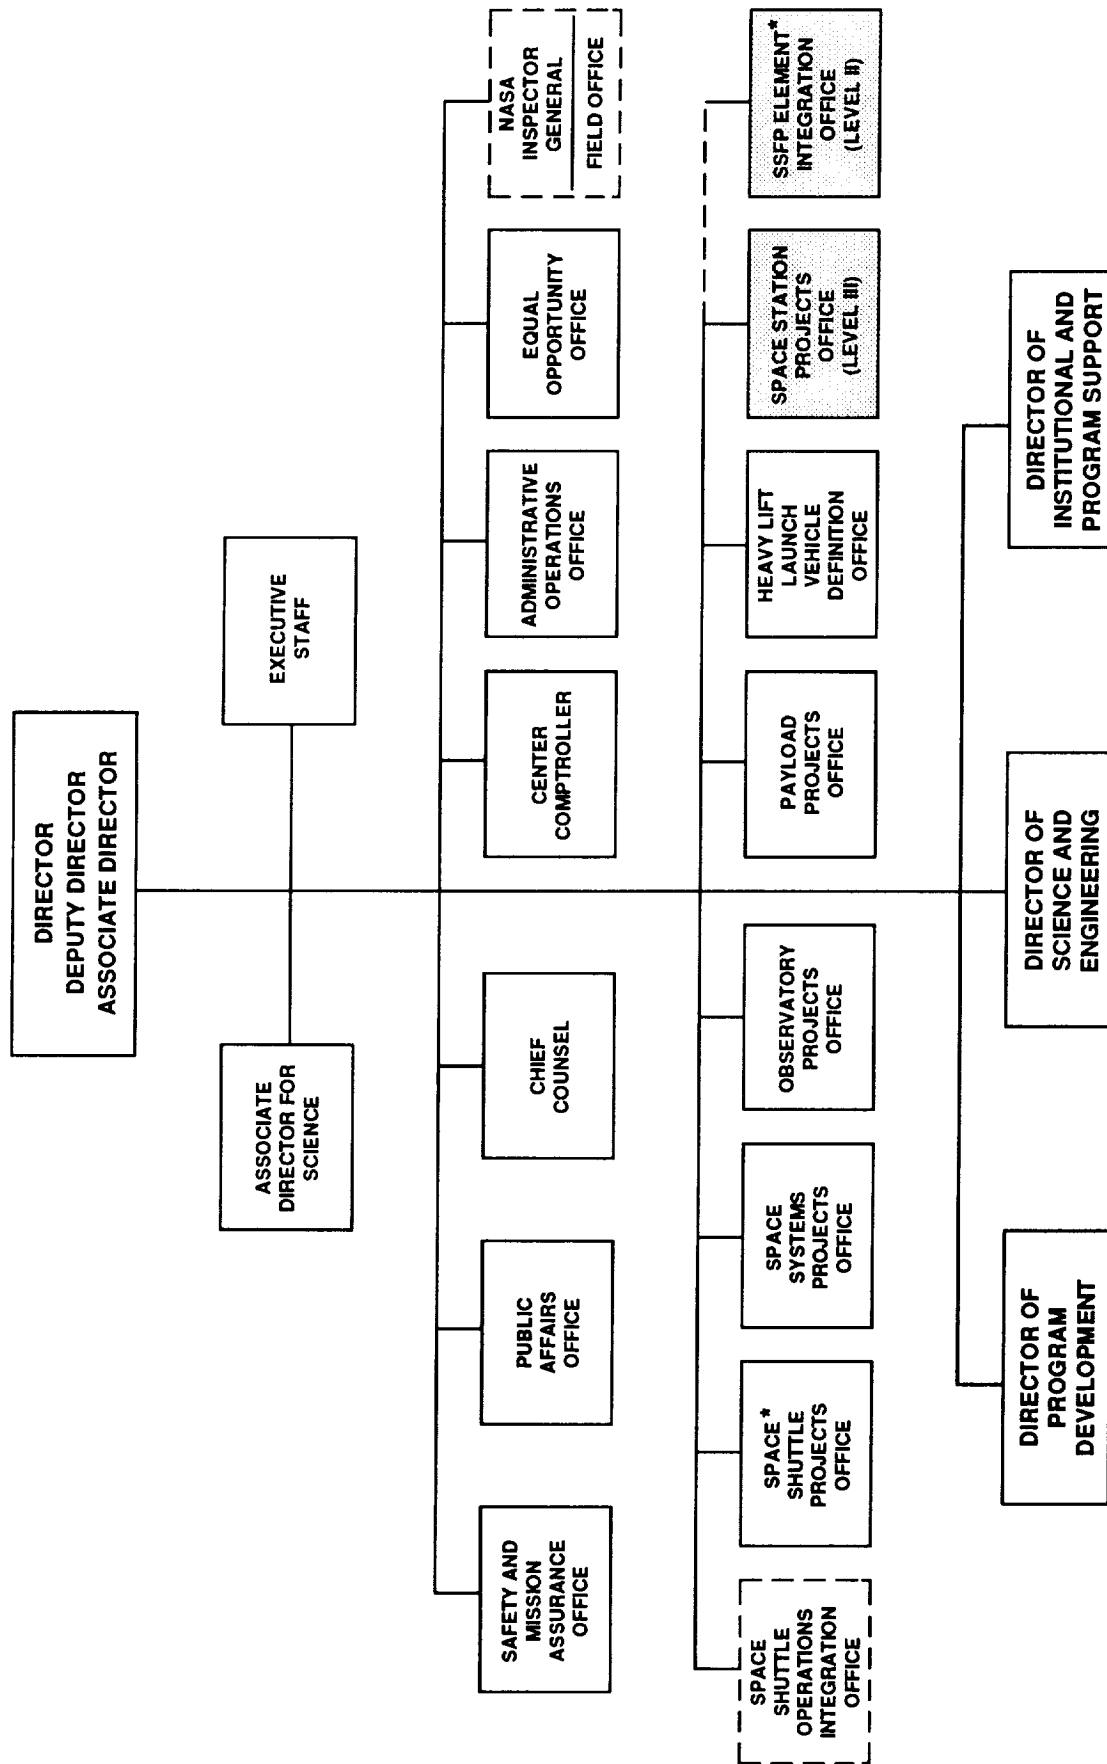 DIRECTOR
DEPUTY DIRECTOR
ASSOCIATE DIRECTOR
ASSOCIATE
DIRECTOR FOR
SCIENCE
EXECUTIVE
STAFF
SAFETY AND
MISSION
ASSURANCE
OFFICE
PUBLIC
AFFAIRS
OFFICE
CHIEF
COUNSEL
CENTER
COMPTROLLER
ADMINISTRATIVE
OPERATIONS
OFFICE
EQUAL
OPPORTUNITY
OFFICE
NASA
INSPECTOR
GENERAL
FIELD OFFICE
SPACE
SHUTTLE
OPERATIONS
INTEGRATION
OFFICE
SPACE*
SHUTTLE
PROJECTS
OFFICE
SPACE
SYSTEMS
PROJECTS
OFFICE
OBSERVATORY
PROJECTS
OFFICE
PAYLOAD
PROJECTS
OFFICE
HEAVY LIFT
LAUNCH
VEHICLE
DEFINITION
OFFICE
SPACE STATION
PROJECTS
OFFICE
(LEVEL III)
SSFP ELEMENT*
INTEGRATION
OFFICE
(LEVEL II)
DIRECTOR OF
PROGRAM
DEVELOPMENT
DIRECTOR OF
SCIENCE AND
ENGINEERING
DIRECTOR OF
INSTITUTIONAL AND
PROGRAM SUPPORT